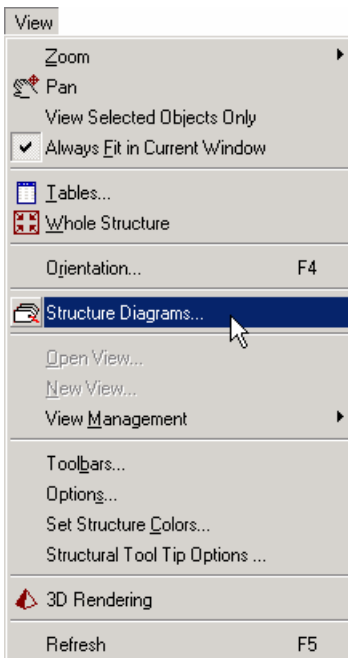 View
Zoom
Pan
View Selected Objects Only
Always Fit in Current Window
Tables...
Whole Structure
Orientation... F4
Structure Diagrams...
Open View...
New View...
View Management
Toolbars...
Options...
Set Structure Colors...
Structural Tool Tip Options ...
3D Rendering
Refresh F5